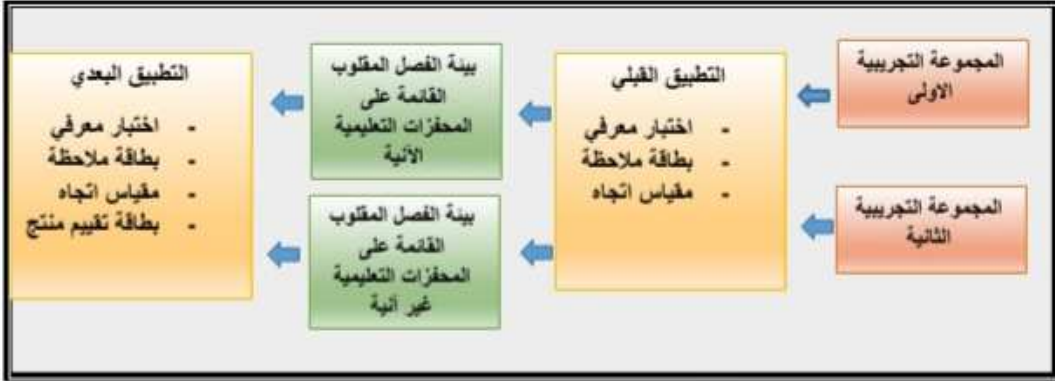 المجموعة التجريبية
الاولى
المجموعة التجريبية
الثانية
التطبيق القبلي
- اختبار معرفي
- بطاقة ملاحظة
- مقياس اتجاه
بيئة الفصل المقلوب
القائمة على
المحفزات التعليمية
الآنية
بيئة الفصل المقلوب
القائمة على
المحفزات التعليمية
غير آنية
التطبيق البعدي
- اختبار معرفي
- بطاقة ملاحظة
- مقياس اتجاه
- بطاقة تقييم منتج